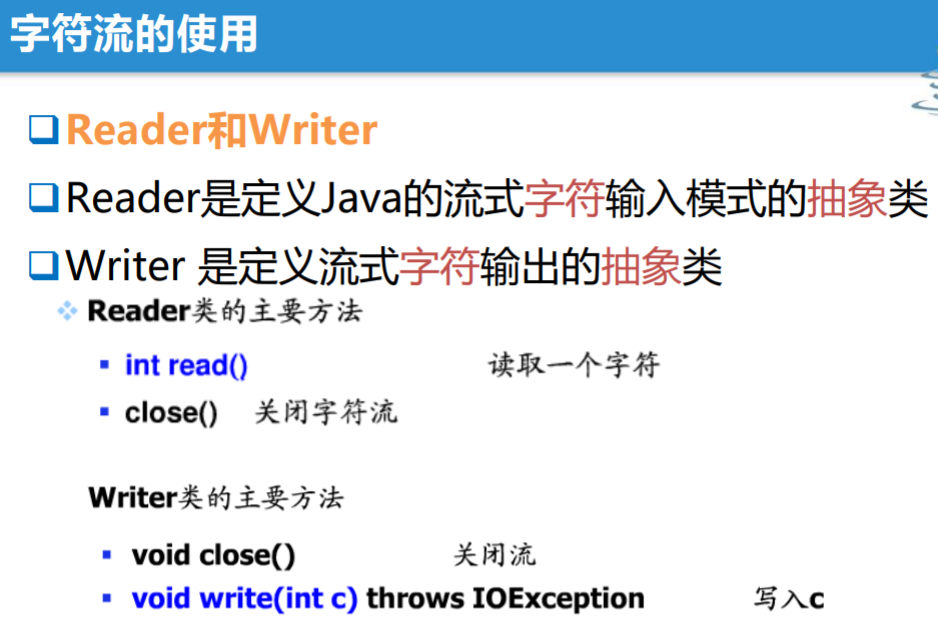 字符流的使用
Reader和Writer
Reader是定义Java的流式字符输入模式的抽象类
Writer 是定义流式字符输出的抽象类
Reader类的主要方法
int read() 读取一个字符
close() 关闭字符流
Writer类的主要方法
void close() 关闭流
void write(int c) throws IOException 写入c